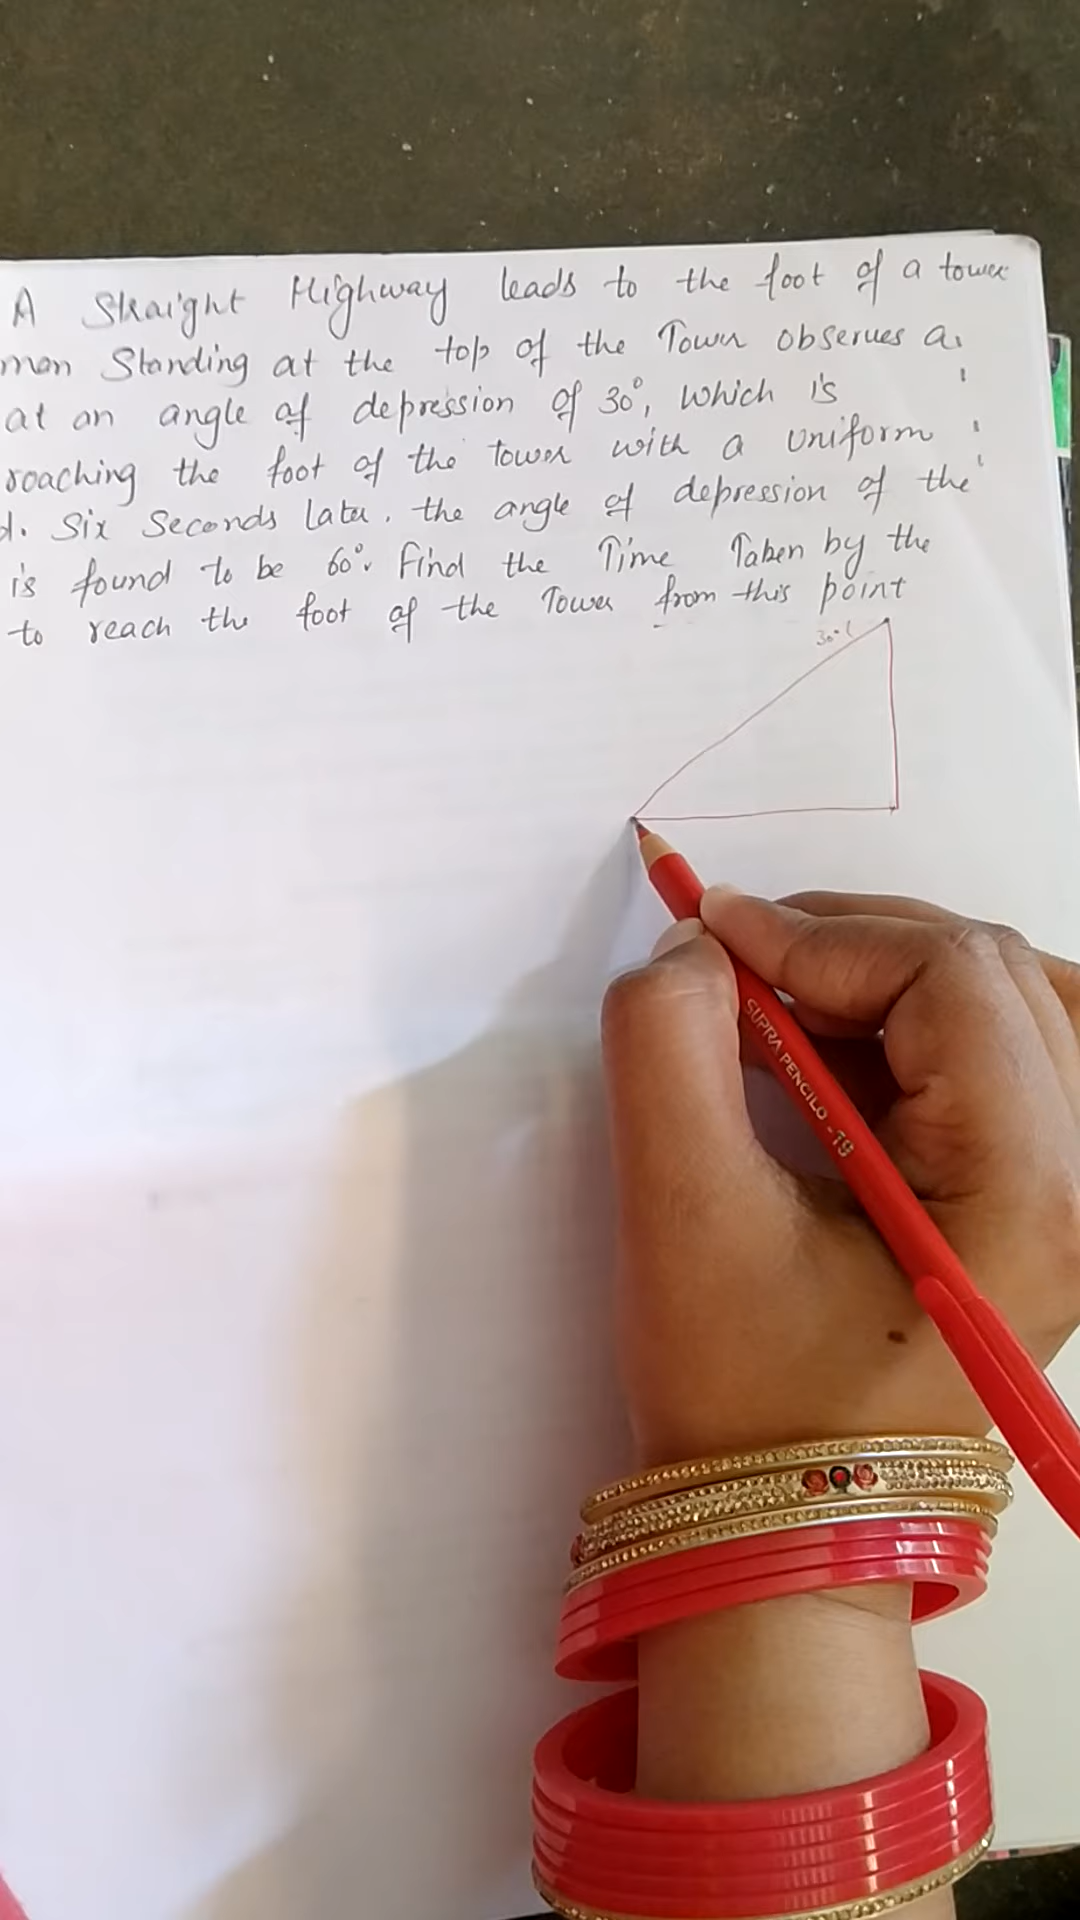 A Straight Highway leads to the foot of a tower
man Standing at the top of the Tower observes a
at an angle of depression of 30°, which is
roaching the foot of the tower with a uniform
d. Six Seconds later. the angle of depression of the
is found to be 60°. Find the Time Taken by the
to reach the foot of the Tower from this point
30°
SUPRA PENCILO - 79